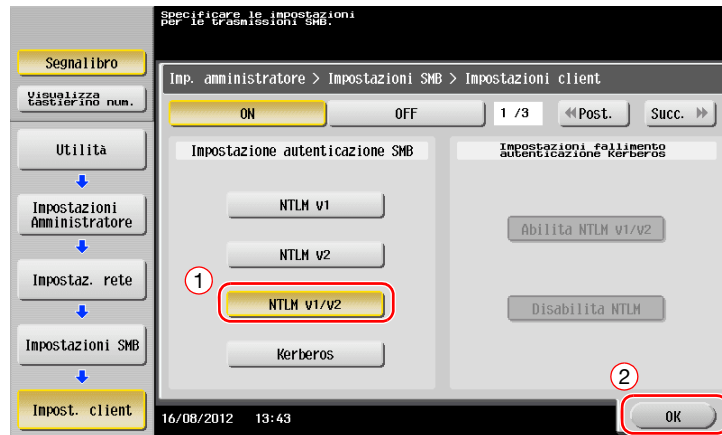 Specificare le impostazioni
per le trasmissioni SMB.
Segnalibro
Visualizza
tastierino num.
Utilità
Impostazioni
Amministratore
Impostaz. rete
Impostazioni SMB
Impost. client
Imp. amministratore > Impostazioni SMB > Impostazioni client
ON OFF 1 /3 Post. Succ.
Impostazione autenticazione SMB
NTLM v1
NTLM v2
1
NTLM v1/v2
Kerberos
Impostazioni fallimento
autenticazione Kerberos
Abilita NTLM v1/v2
Disabilita NTLM
2
16/08/2012 13:43
OK